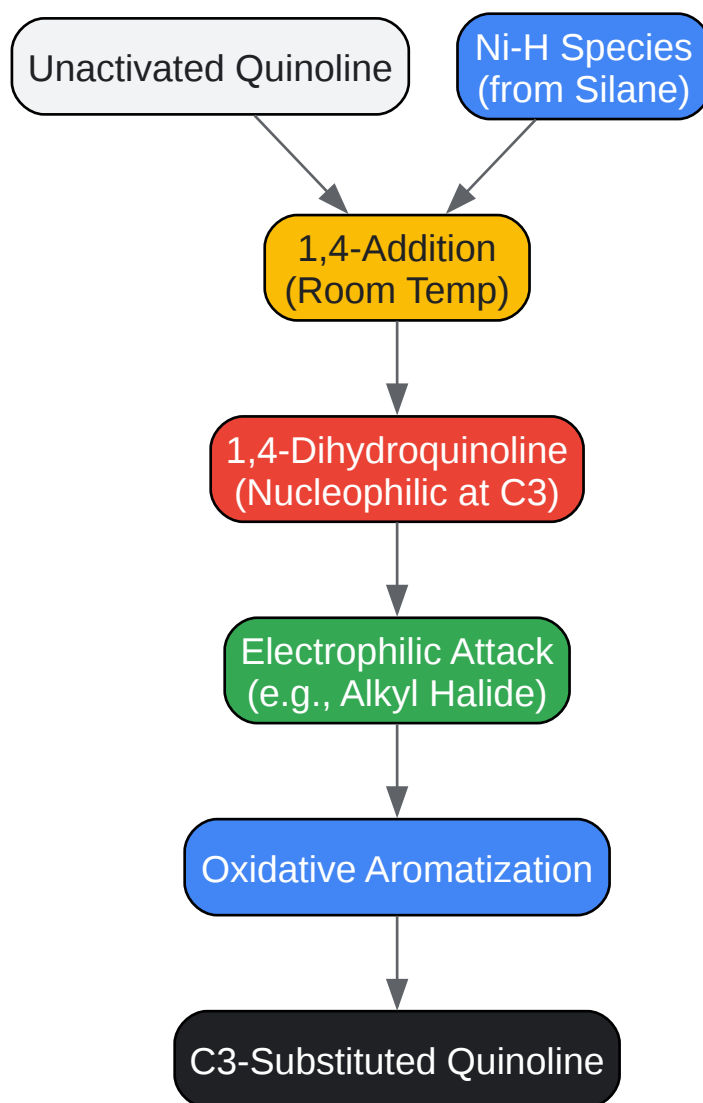 Unactivated Quinoline
Ni-H Species
(from Silane)
1,4-Addition
(Room Temp)
1,4-Dihydroquinoline
(Nucleophilic at C3)
Electrophilic Attack
(e.g., Alkyl Halide)
Oxidative Aromatization
C3-Substituted Quinoline